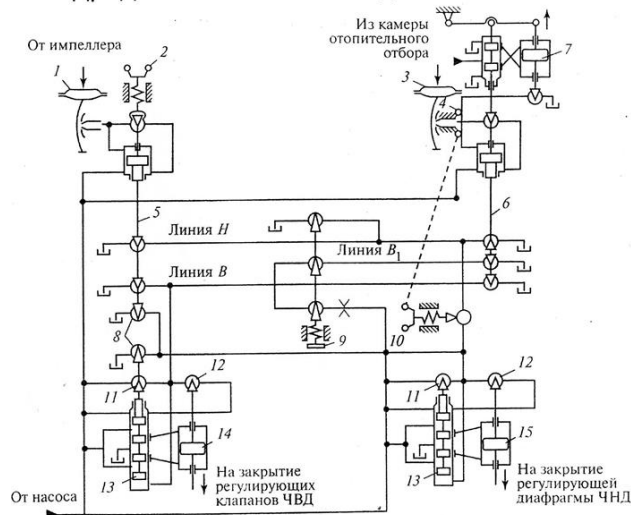 Из камеры
отопительного
отбора
От импеллера
1
2
3
4
7
5
6
Линия Н
Линия В₁
Линия В
8
9
10
11
12
11
12
13
14
13
15
На закрытие
регулирующих
клапанов ЧВД
На закрытие
регулирующей
диафрагмы ЧНД
От насоса